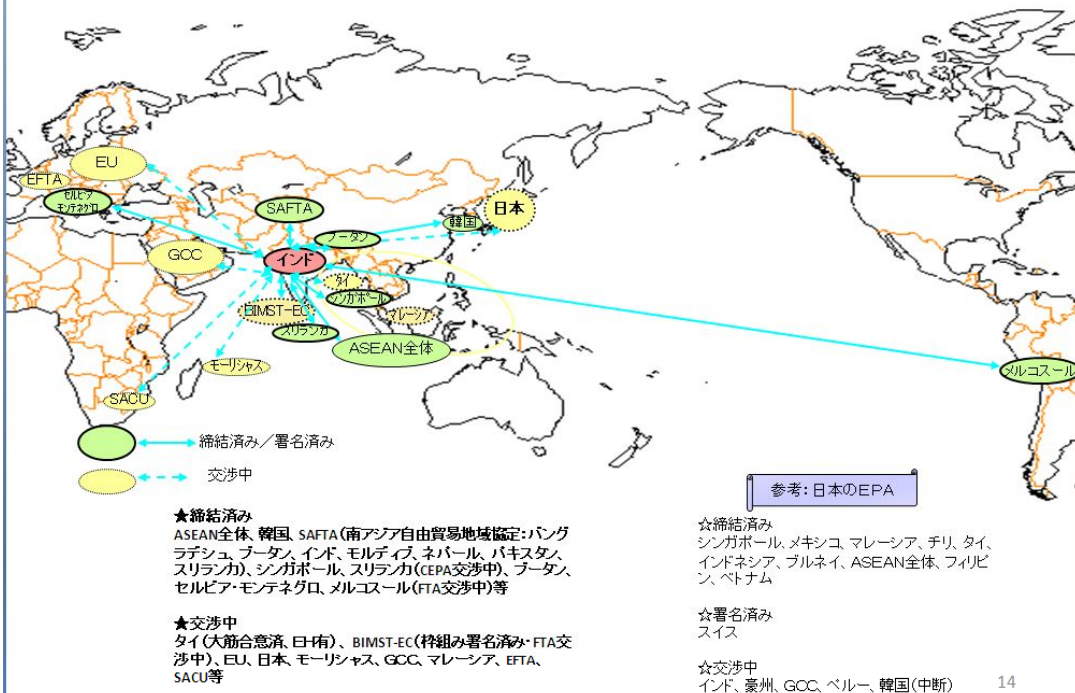 EU
EFTA
セルビア
モンテネグロ
SAFTA
ブータン
韓国
日本
GCC
インド
タイ
シンガポール
BIMST-EC
マレーシア
スリランカ
ASEAN全体
モーリシャス
SACU
メルコスール
締結済み／署名済み
交渉中
★締結済み
ASEAN全体、韓国、SAFTA（南アジア自由貿易地域協定：バング
ラデシュ、ブータン、インド、モルディブ、ネパール、パキスタン、
スリランカ）、シンガポール、スリランカ（CEPA交渉中）、ブータン、
セルビア・モンテネグロ、メルコスール（FTA交渉中）等
★交渉中
タイ（大筋合意済、EH有）、BIMST-EC（枠組み署名済み・FTA交
渉中）、EU、日本、モーリシャス、GCC、マレーシア、EFTA、
SACU等
参考：日本のEPA
☆締結済み
シンガポール、メキシコ、マレーシア、チリ、タイ、
インドネシア、ブルネイ、ASEAN全体、フィリピ
ン、ベトナム
☆署名済み
スイス
☆交渉中
インド、豪州、GCC、ペルー、韓国（中断）
14